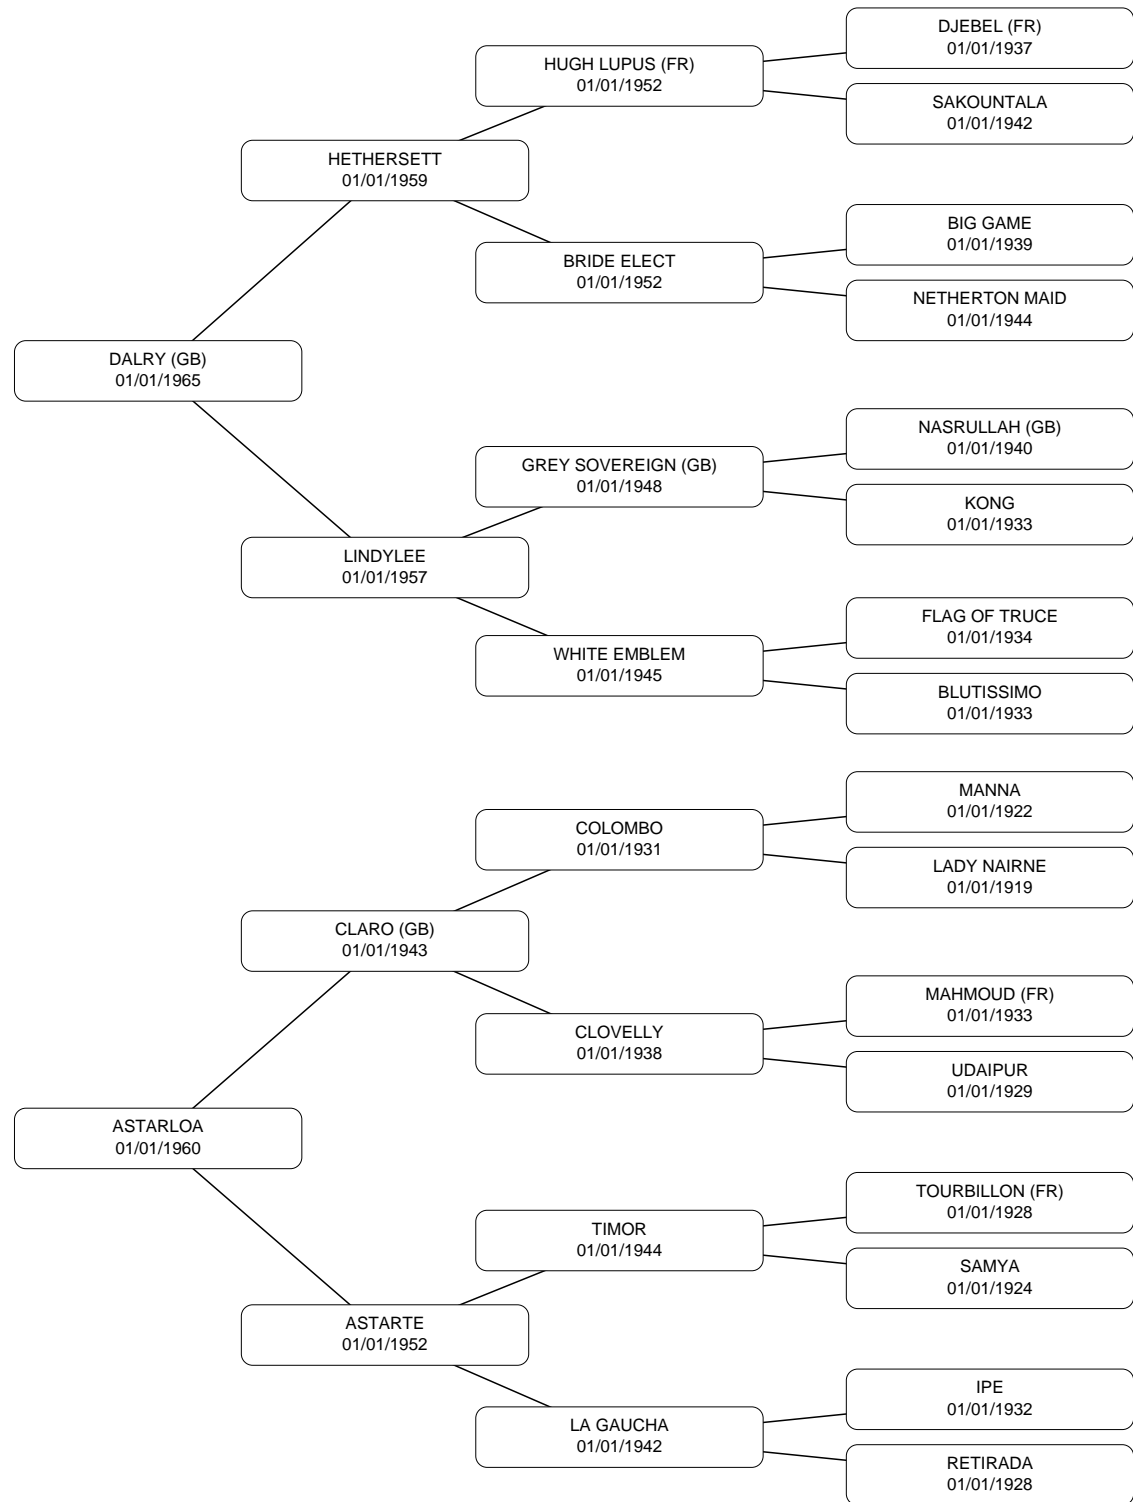 DJEBEL (FR)
01/01/1937
HUGH LUPUS (FR)
01/01/1952
SAKOUNTALA
01/01/1942
HETHERSETT
01/01/1959
BIG GAME
01/01/1939
BRIDE ELECT
01/01/1952
NETHERTON MAID
01/01/1944
DALRY (GB)
01/01/1965
NASRULLAH (GB)
01/01/1940
GREY SOVEREIGN (GB)
01/01/1948
KONG
01/01/1933
LINDYLEE
01/01/1957
FLAG OF TRUCE
01/01/1934
WHITE EMBLEM
01/01/1945
BLUTISSIMO
01/01/1933
MANNA
01/01/1922
COLOMBO
01/01/1931
LADY NAIRNE
01/01/1919
CLARO (GB)
01/01/1943
MAHMOUD (FR)
01/01/1933
CLOVELLY
01/01/1938
UDAIPUR
01/01/1929
ASTARLOA
01/01/1960
TOURBILLON (FR)
01/01/1928
TIMOR
01/01/1944
SAMYA
01/01/1924
ASTARTE
01/01/1952
IPE
01/01/1932
LA GAUCHA
01/01/1942
RETIRADA
01/01/1928